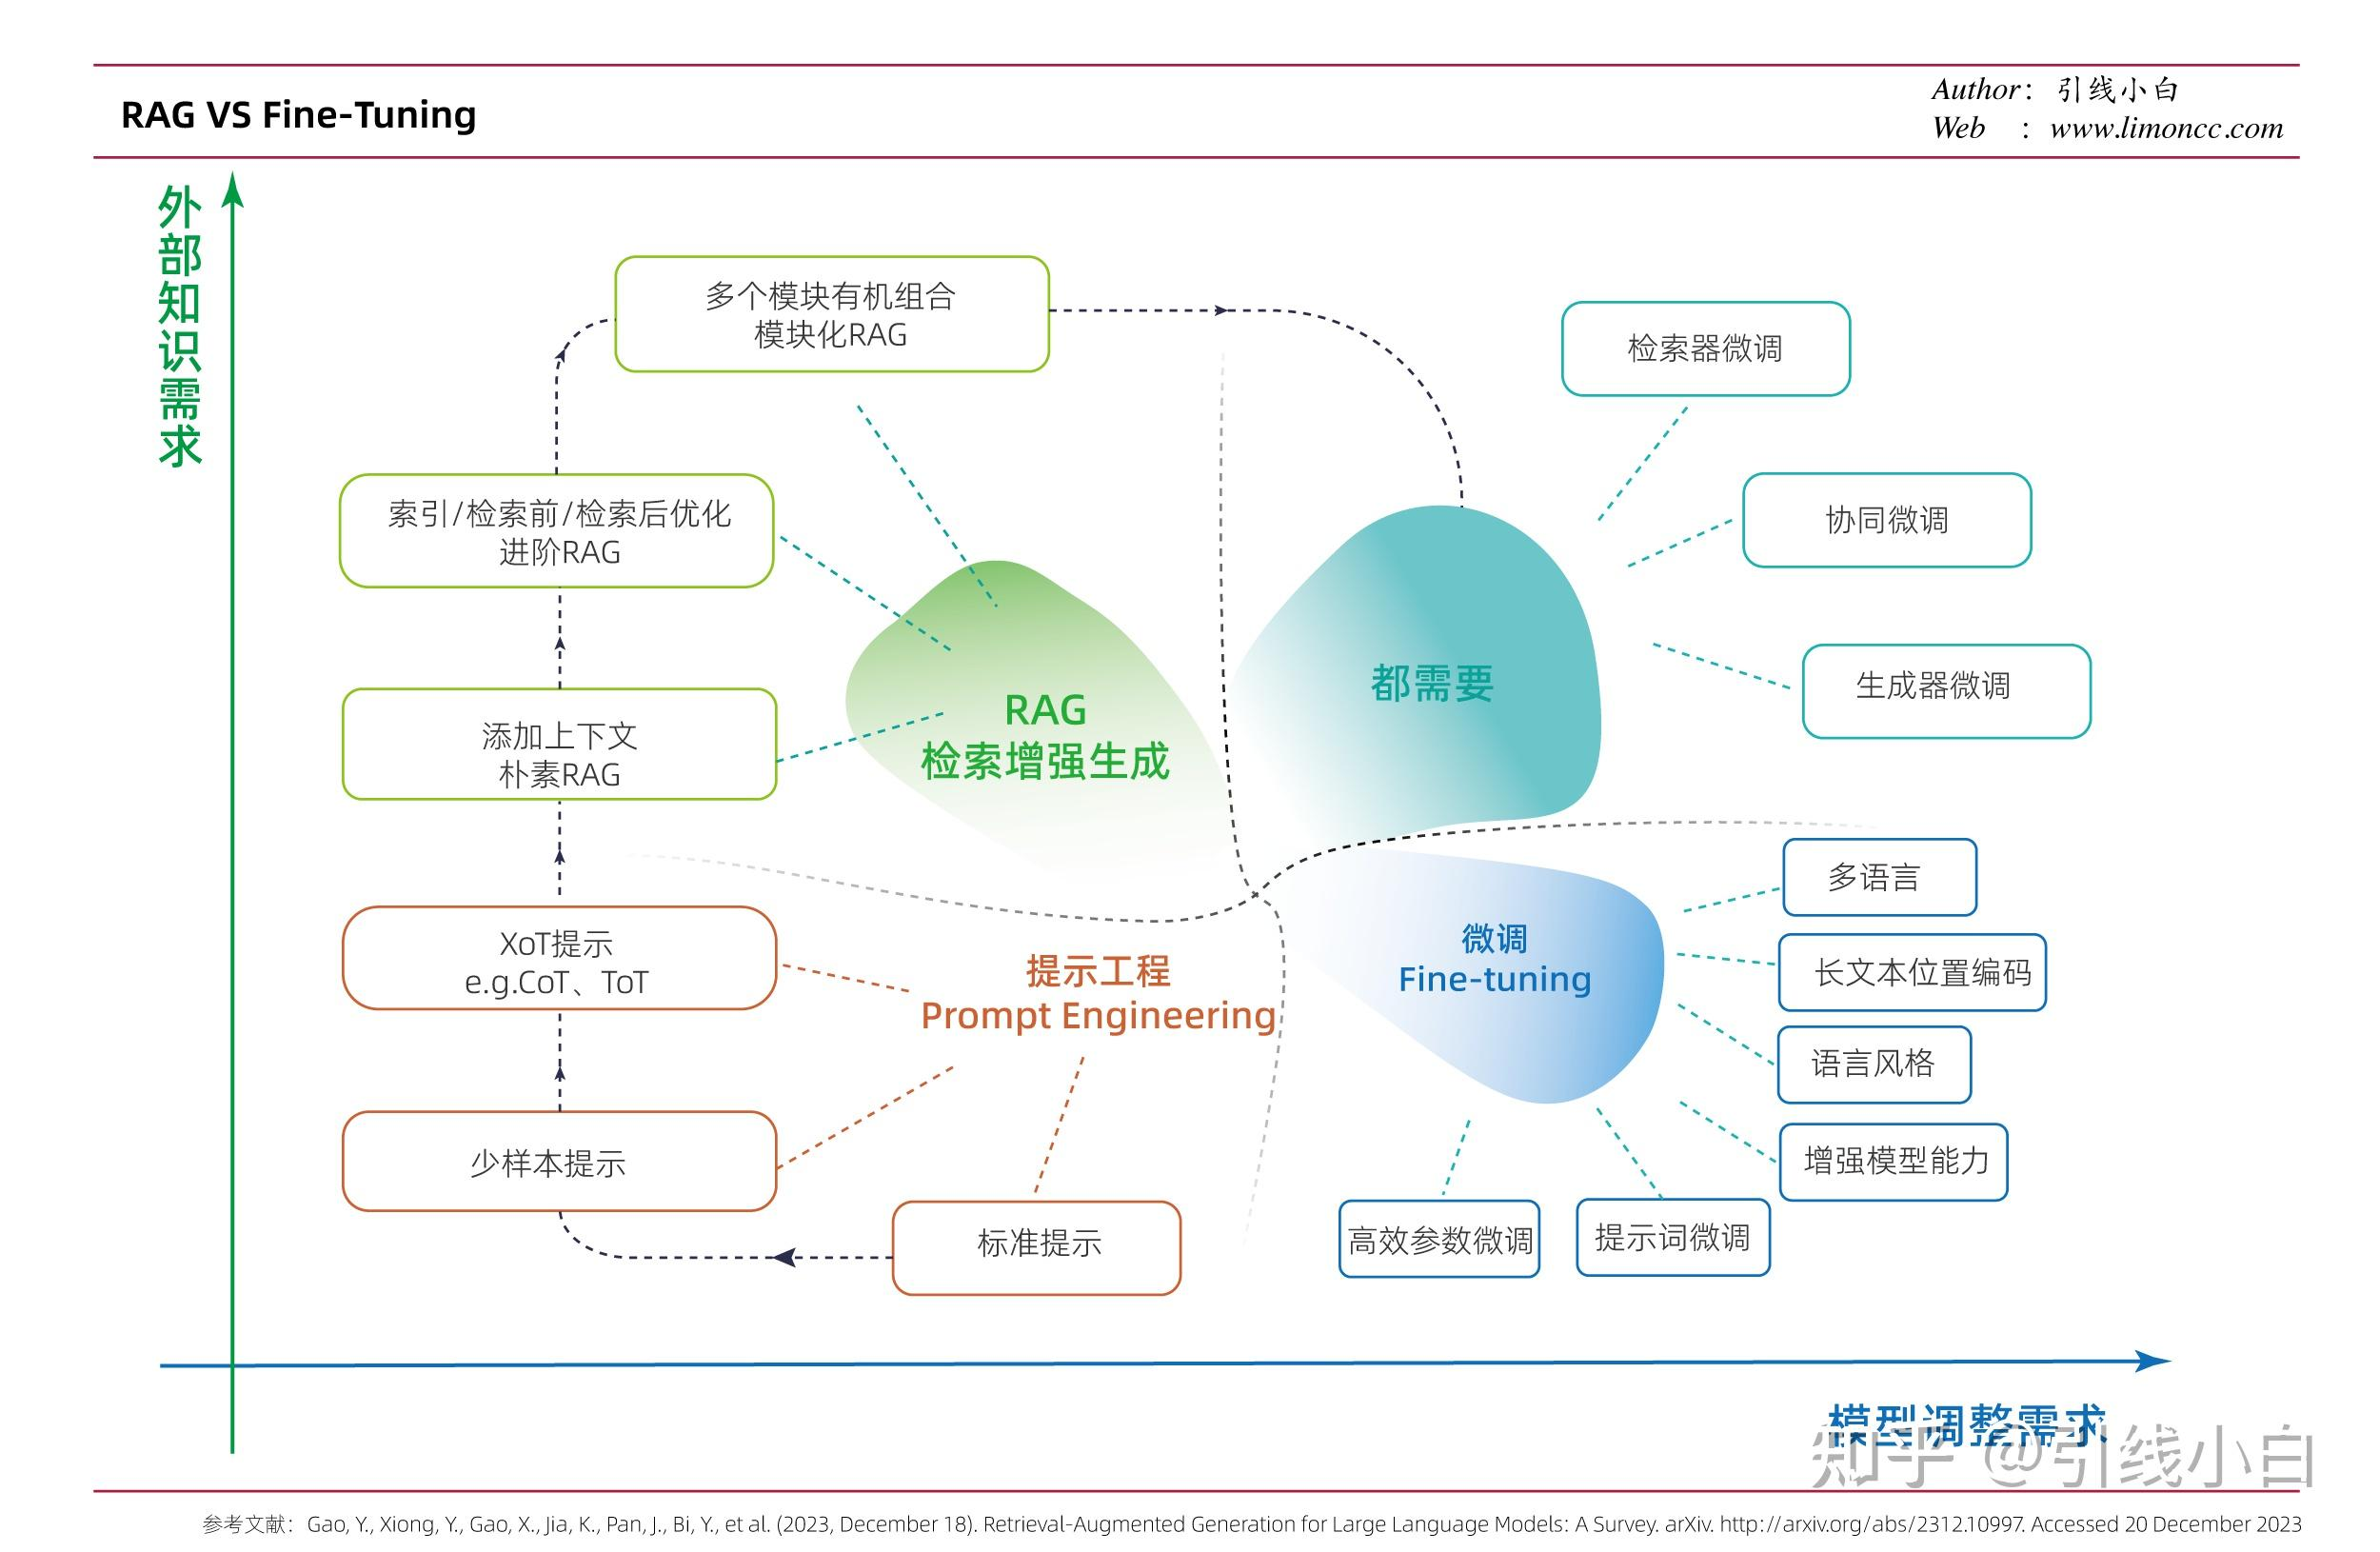 RAG VS Fine-Tuning
Author： 引线小白
Web ：www.limoncc.com
外部知识需求
多个模块有机组合
模块化RAG
检索器微调
索引/检索前/检索后优化
进阶RAG
协同微调
都需要
生成器微调
RAG
检索增强生成
添加上下文
朴素RAG
多语言
XoT提示
e.g.CoT、ToT
提示工程
Prompt Engineering
微调
Fine-tuning
长文本位置编码
语言风格
少样本提示
增强模型能力
标准提示
高效参数微调
提示词微调
模型调整需求
知乎 @引线小白
参考文献：Gao, Y., Xiong, Y., Gao, X., Jia, K., Pan, J., Bi, Y., et al. (2023, December 18). Retrieval-Augmented Generation for Large Language Models: A Survey. arXiv. http://arxiv.org/abs/2312.10997. Accessed 20 December 2023